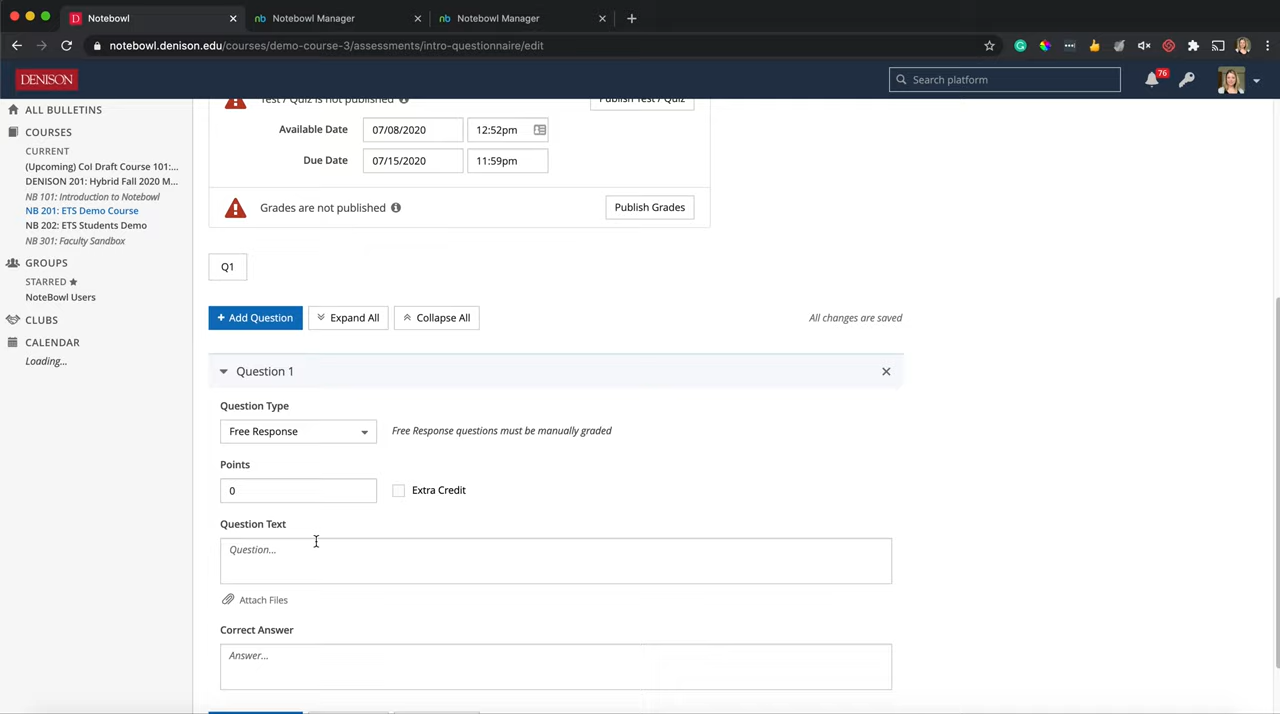 Notebowl
Notebowl Manager
Notebowl Manager
notebowl.denison.edu/courses/demo-course-3/assessments/intro-questionnaire/edit
DENISON
Search platform
76
ALL BULLETINS
COURSES
CURRENT
(Upcoming) CoI Draft Course 101:...
DENISON 201: Hybrid Fall 2020 M...
NB 101: Introduction to Notebowl
NB 201: ETS Demo Course
NB 202: ETS Students Demo
NB 301: Faculty Sandbox
GROUPS
STARRED
NoteBowl Users
CLUBS
CALENDAR
Loading...
Test / Quiz is not published
Publish Test / Quiz
Available Date 07/08/2020 12:52pm
Due Date 07/15/2020 11:59pm
Grades are not published
Publish Grades
Q1
+ Add Question
Expand All
Collapse All
All changes are saved
Question 1
Question Type
Free Response
Free Response questions must be manually graded
Points
0
Extra Credit
Question Text
Question...
Attach Files
Correct Answer
Answer...